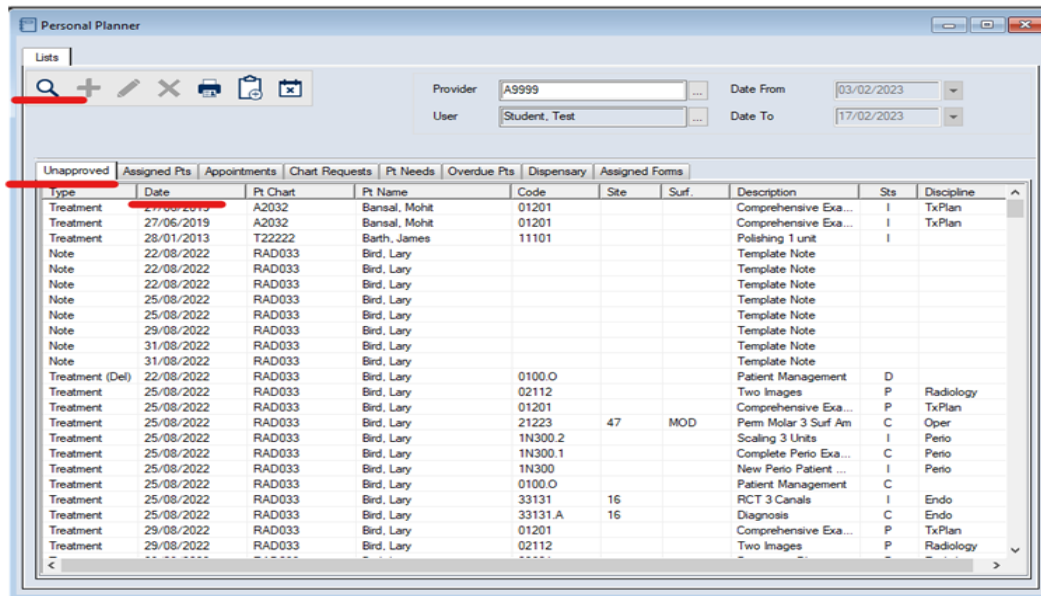 Personal Planner
Lists
Provider A9999 ... Date From 03/02/2023
User Student, Test ... Date To 17/02/2023
Unapproved Assigned Pts Appointments Chart Requests Pt Needs Overdue Pts Dispensary Assigned Forms
Type Date Pt Chart Pt Name Code Site Surf. Description Sts Discipline
Treatment A2032 Bansal, Mohit 01201 Comprehensive Exa... I TxPlan
Treatment 27/06/2019 A2032 Bansal, Mohit 01201 Comprehensive Exa... I TxPlan
Treatment 28/01/2013 T22222 Barth, James 11101 Polishing 1 unit I
Note 22/08/2022 RAD033 Bird, Lary Template Note
Note 22/08/2022 RAD033 Bird, Lary Template Note
Note 22/08/2022 RAD033 Bird, Lary Template Note
Note 25/08/2022 RAD033 Bird, Lary Template Note
Note 25/08/2022 RAD033 Bird, Lary Template Note
Note 29/08/2022 RAD033 Bird, Lary Template Note
Note 31/08/2022 RAD033 Bird, Lary Template Note
Note 31/08/2022 RAD033 Bird, Lary Template Note
Treatment (Del) 22/08/2022 RAD033 Bird, Lary 0100.O Patient Management D
Treatment 25/08/2022 RAD033 Bird, Lary 02112 Two Images P Radiology
Treatment 25/08/2022 RAD033 Bird, Lary 01201 Comprehensive Exa... P TxPlan
Treatment 25/08/2022 RAD033 Bird, Lary 21223 47 MOD Perm Molar 3 Surf Am C Oper
Treatment 25/08/2022 RAD033 Bird, Lary 1N300.2 Scaling 3 Units I Perio
Treatment 25/08/2022 RAD033 Bird, Lary 1N300.1 Complete Perio Exa... C Perio
Treatment 25/08/2022 RAD033 Bird, Lary 1N300 New Perio Patient ... I Perio
Treatment 25/08/2022 RAD033 Bird, Lary 0100.O Patient Management C
Treatment 25/08/2022 RAD033 Bird, Lary 33131 16 RCT 3 Canals I Endo
Treatment 25/08/2022 RAD033 Bird, Lary 33131.A 16 Diagnosis C Endo
Treatment 29/08/2022 RAD033 Bird, Lary 01201 Comprehensive Exa... P TxPlan
Treatment 29/08/2022 RAD033 Bird, Lary 02112 Two Images P Radiology